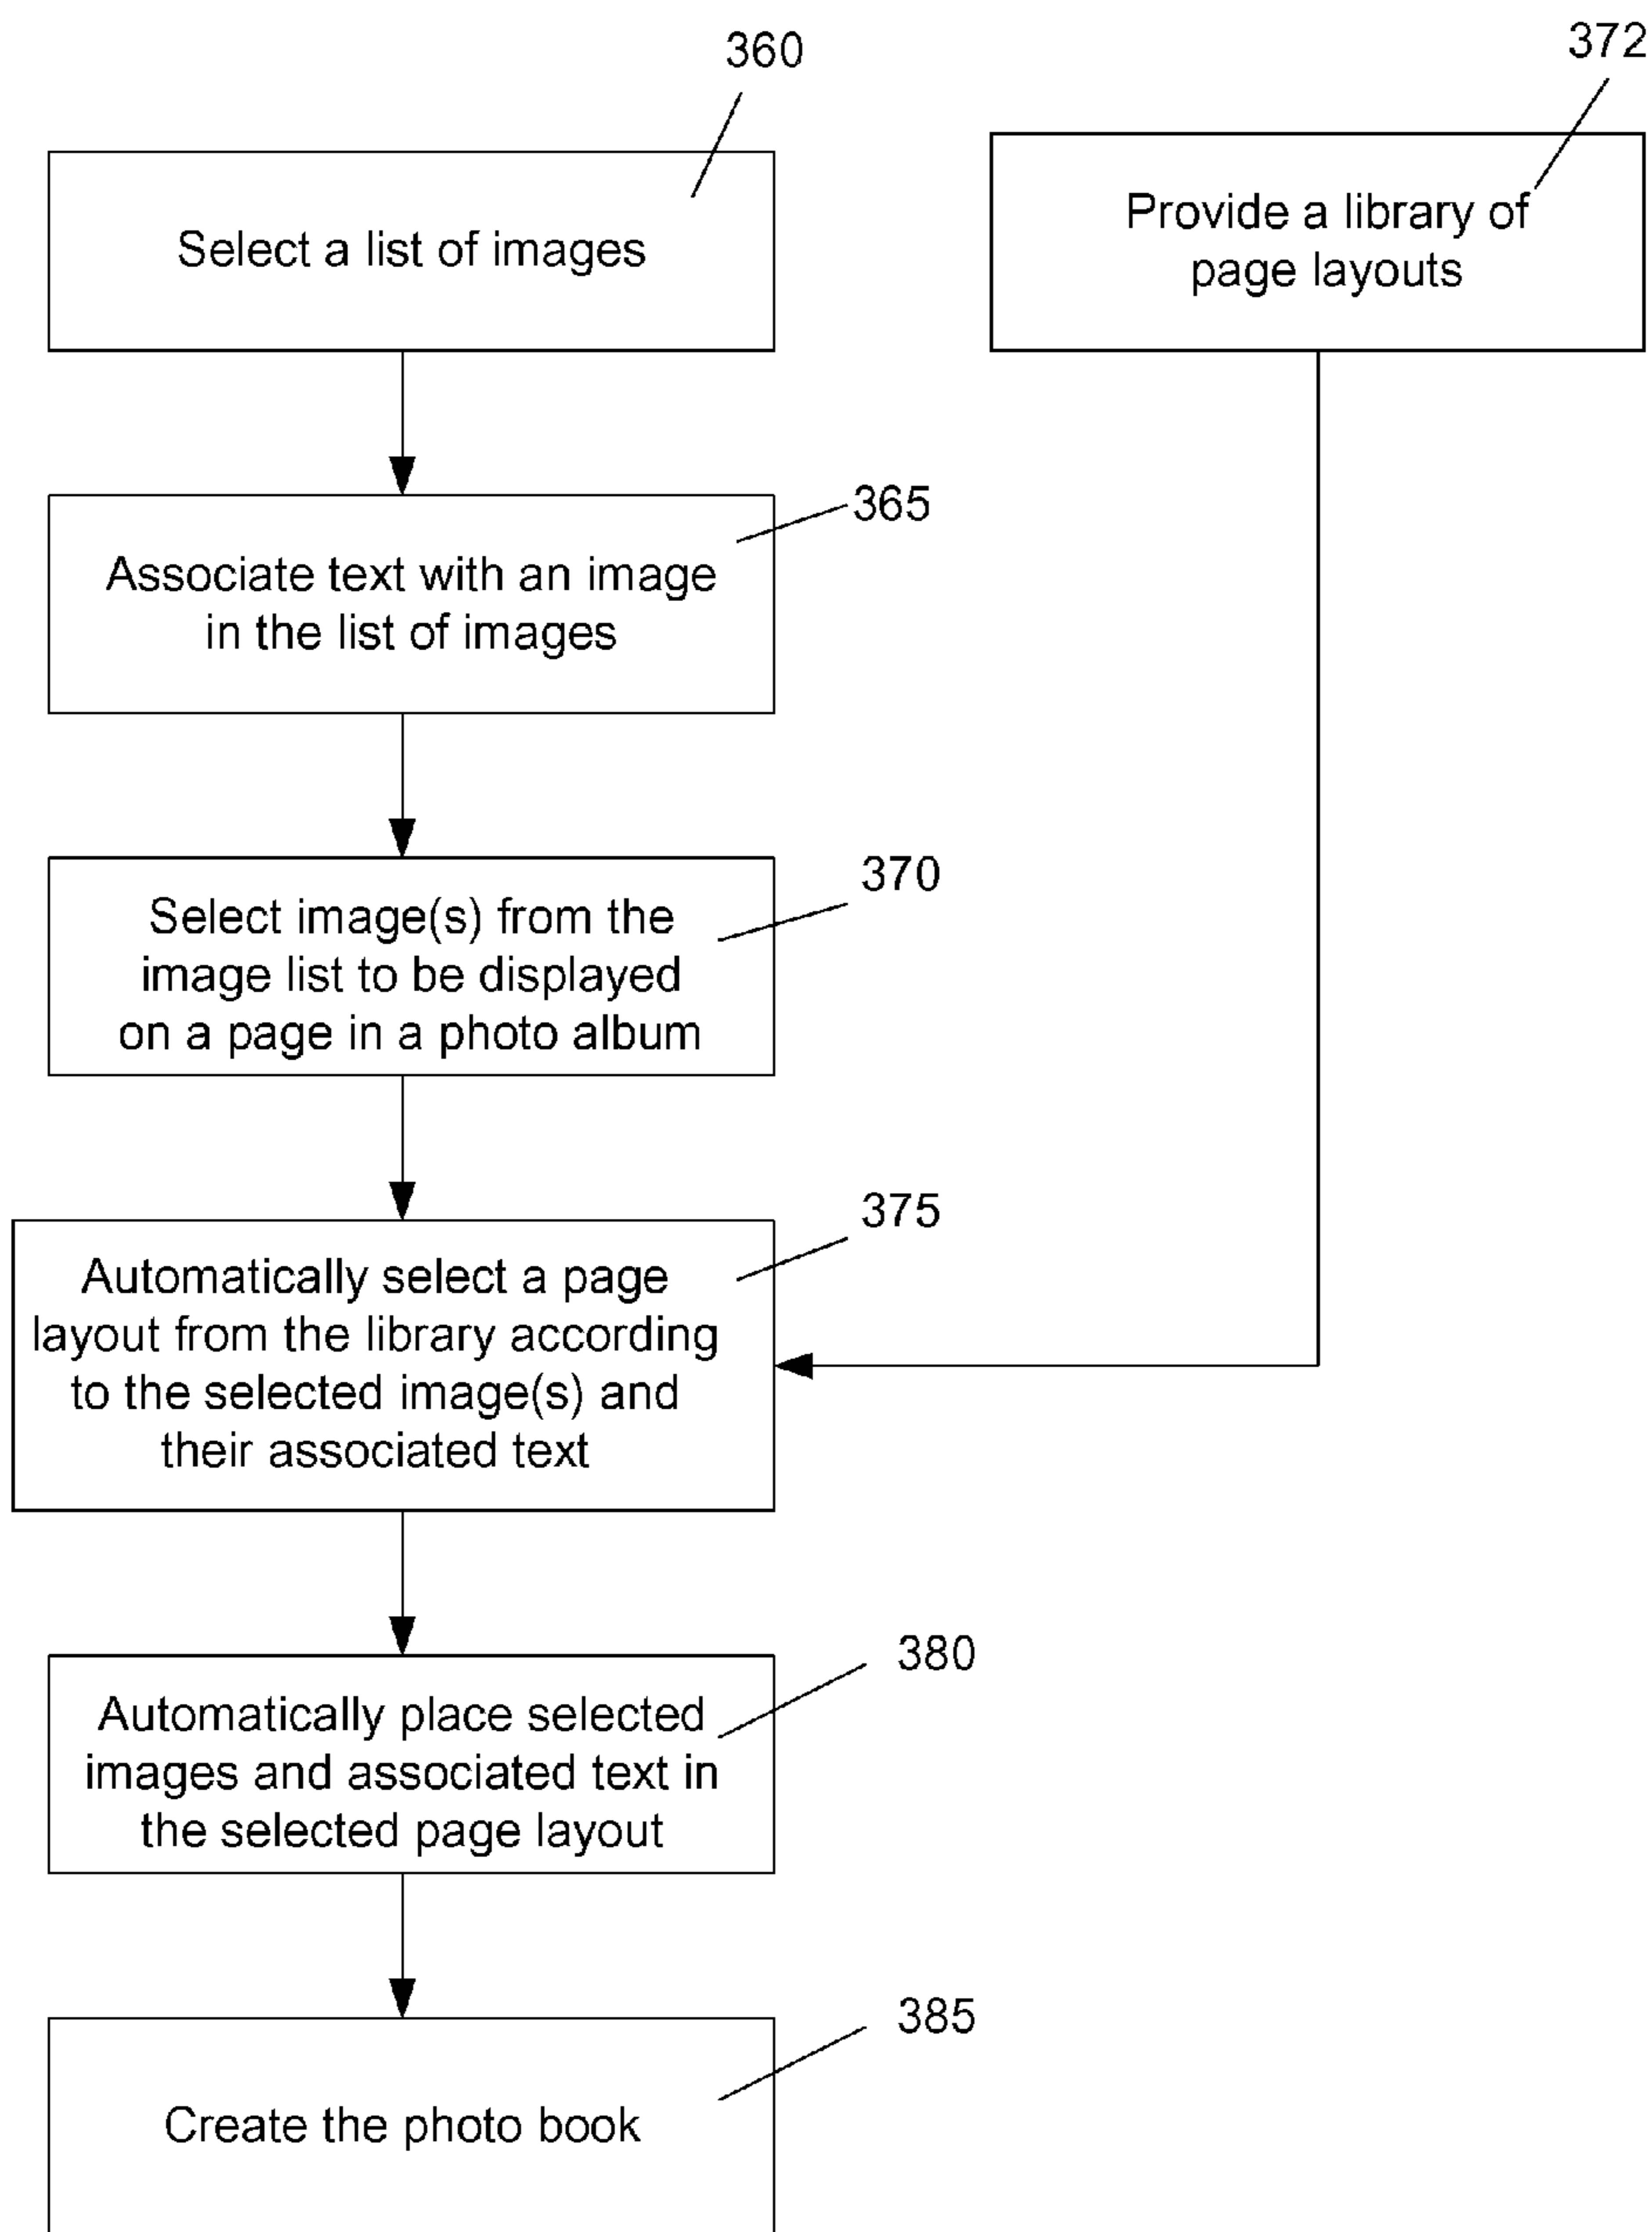 360
Select a list of images
372
Provide a library of
page layouts
365
Associate text with an image
in the list of images
370
Select image(s) from the
image list to be displayed
on a page in a photo album
375
Automatically select a page
layout from the library according
to the selected image(s) and
their associated text
380
Automatically place selected
images and associated text in
the selected page layout
385
Create the photo book